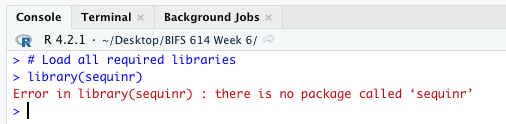 Console Terminal × Background Jobs ×
R 4.2.1 · ~/Desktop/BIFS 614 Week 6/
> # Load all required libraries
> library(sequinr)
Error in library(sequinr) : there is no package called ‘sequinr’
>